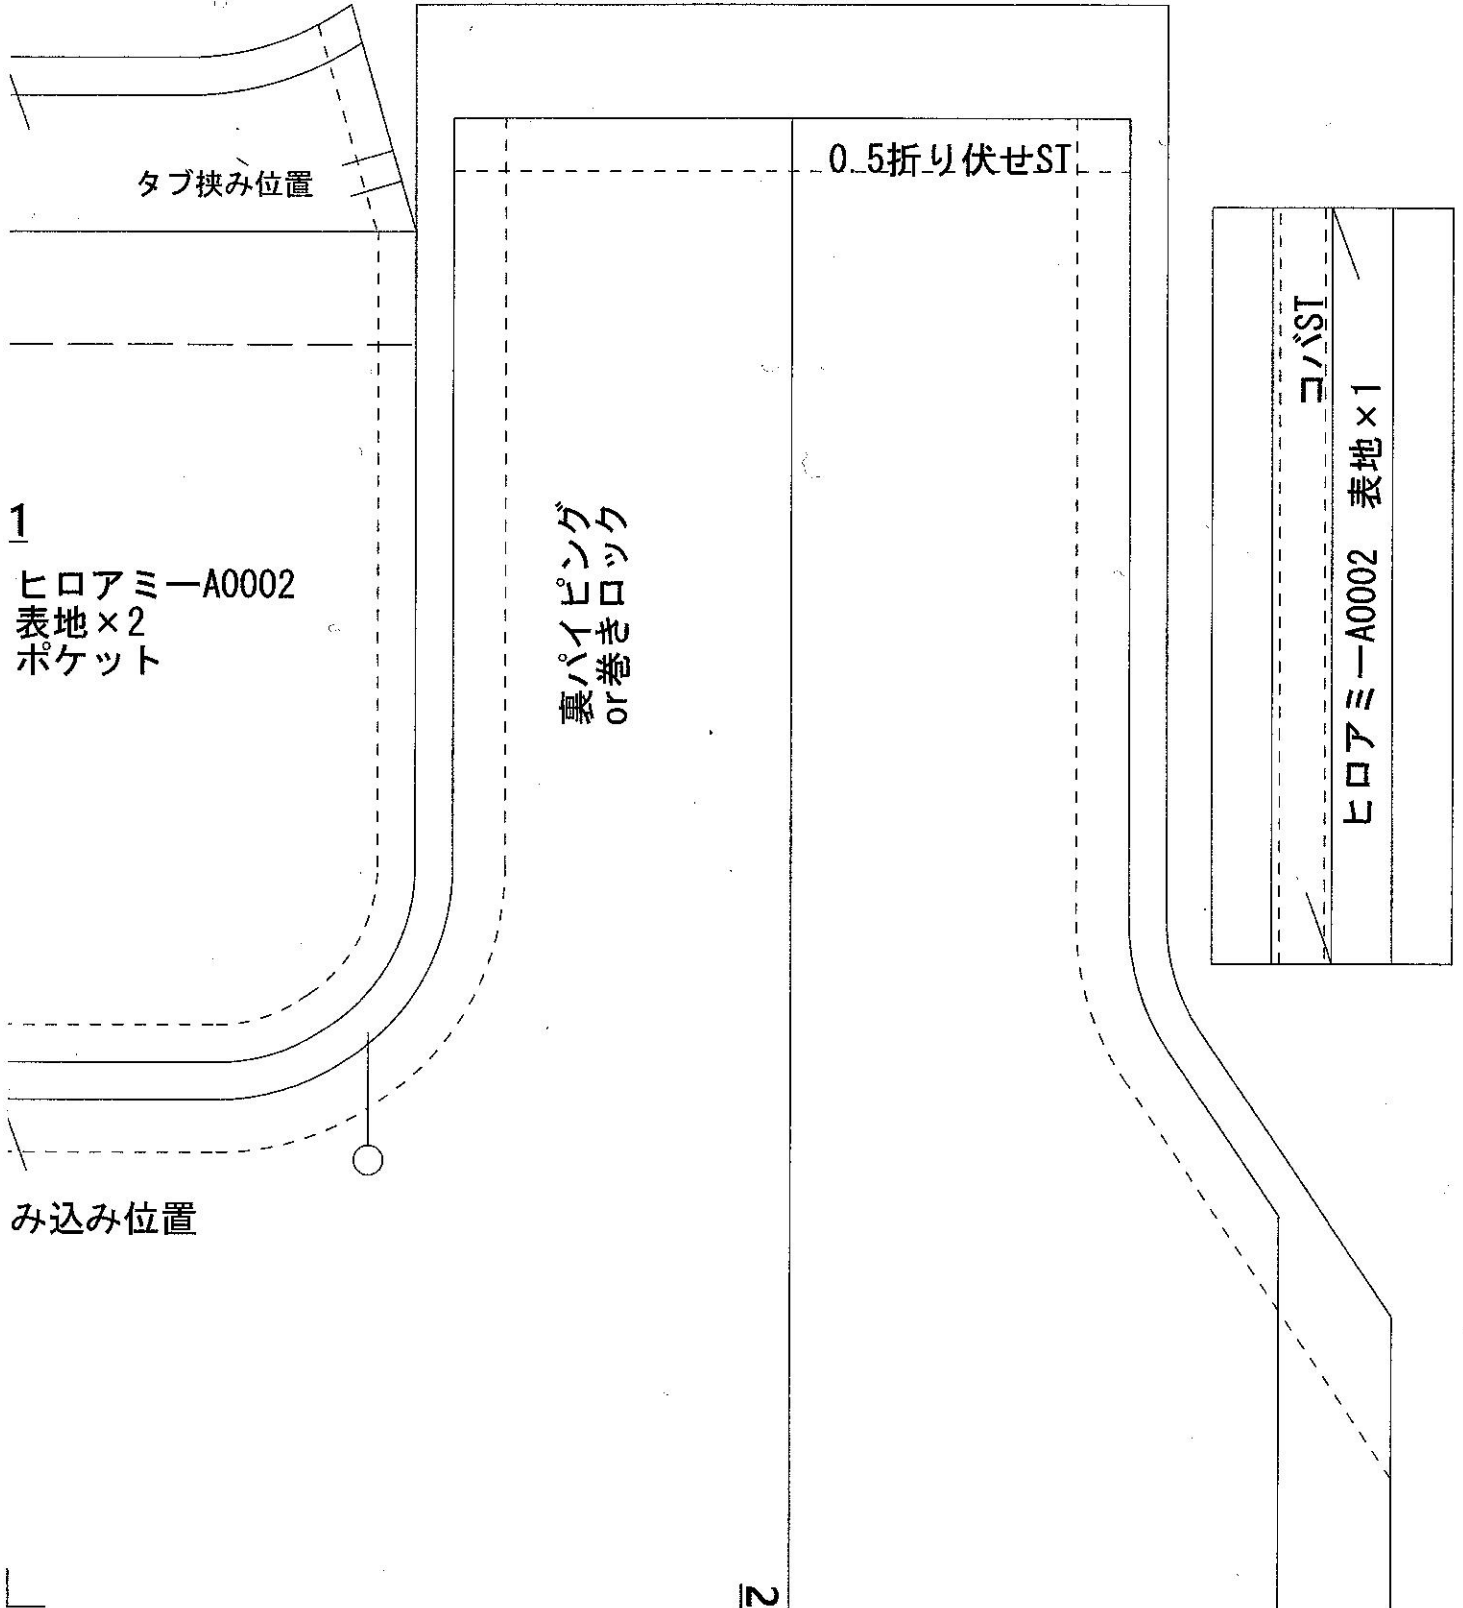 タブ挟み位置
0.5折り伏せST
コバST
ヒロアミーA0002 表地×1
1
ヒロアミーA0002
表地×2
ポケット
裏パイピング
or巻きロック
み込み位置
2